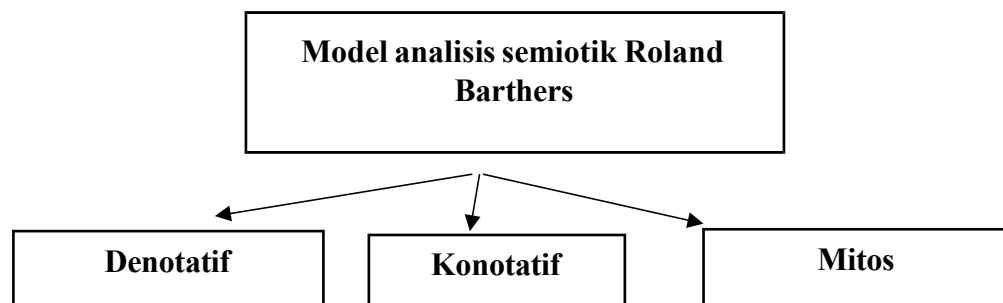 Model analisis semiotik Roland
Barthers
Denotatif
Konotatif
Mitos